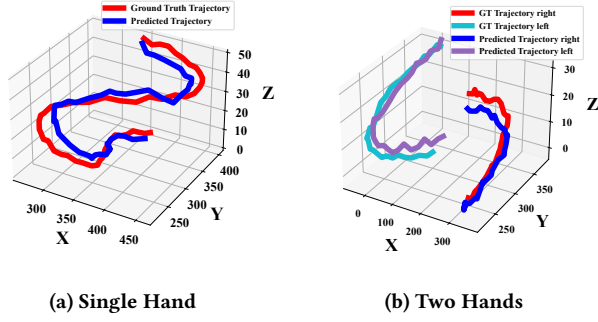 Ground Truth Trajectory
Predicted Trajectory
50
40
30
20
10
0
Z
400
350
300
250
Y
300
350
400
450
X
(a) Single Hand
GT Trajectory right
GT Trajectory left
Predicted Trajectory right
Predicted Trajectory left
30
20
10
0
Z
350
300
250
Y
0
100
200
300
X
(b) Two Hands